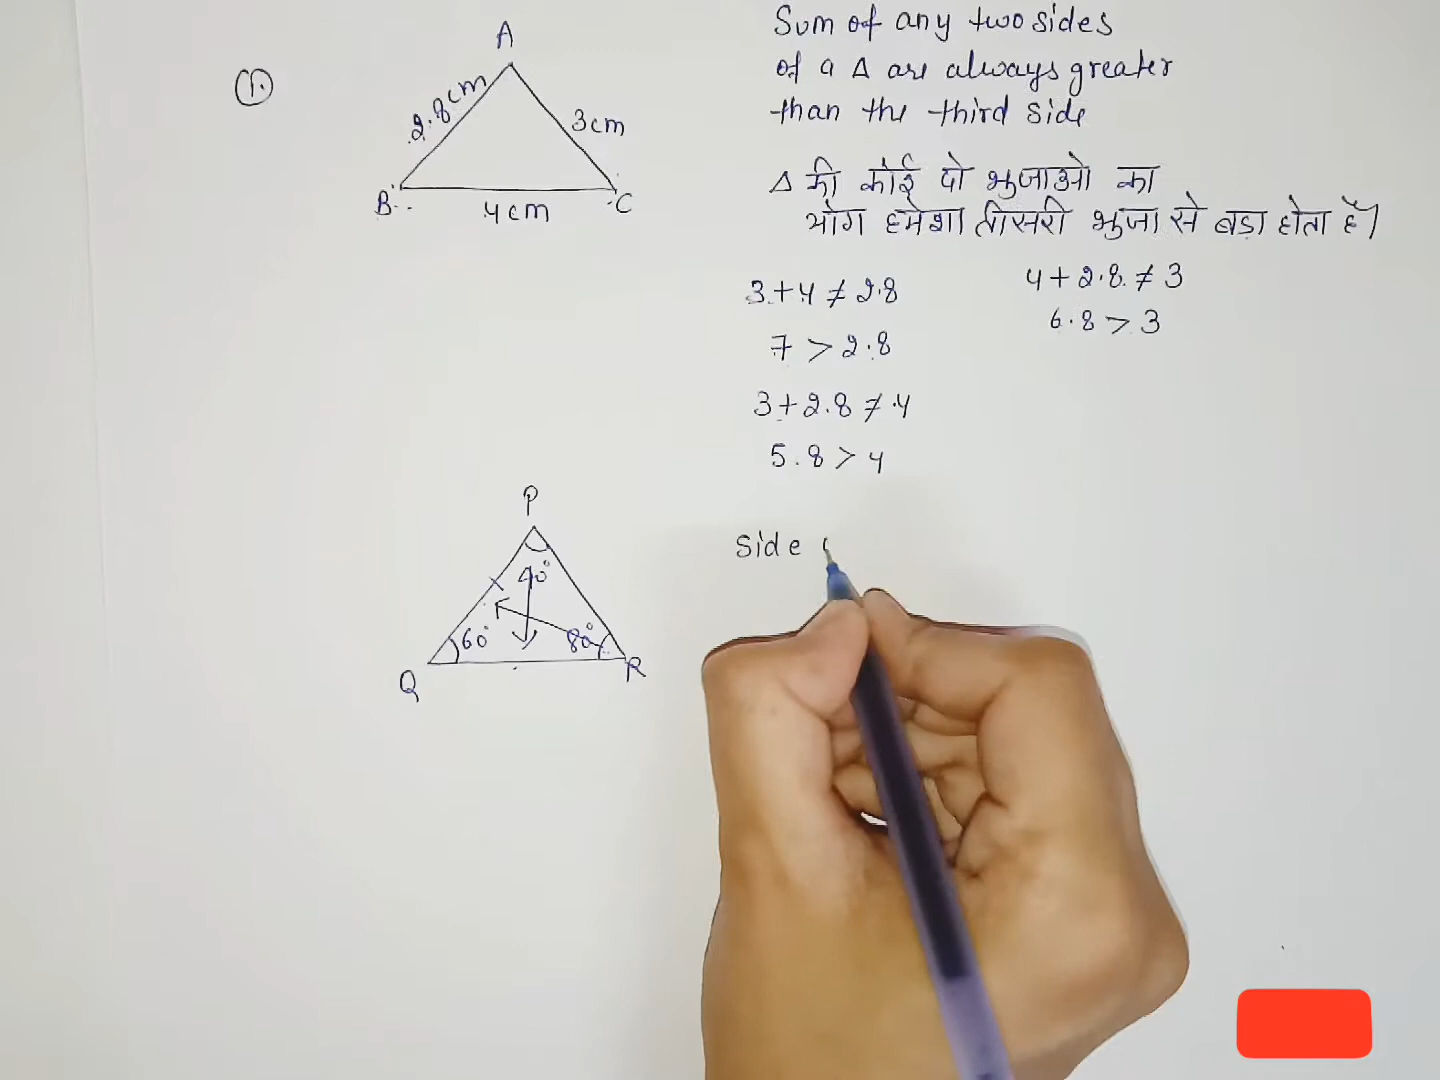 1.
A
2.8cm
3cm
B
4cm
C
Sum of any two sides
of a Δ are always greater
than the third side
Δ की कोई दो भुजाओ का
योग हमेशा तीसरी भुजा से बड़ा होता है।
3+4 ≠ 2.8
7 > 2.8
3+2.8 ≠ 4
5.8 > 4
4+2.8 ≠ 3
6.8 > 3
P
40°
60°
80°
Q
R
Side